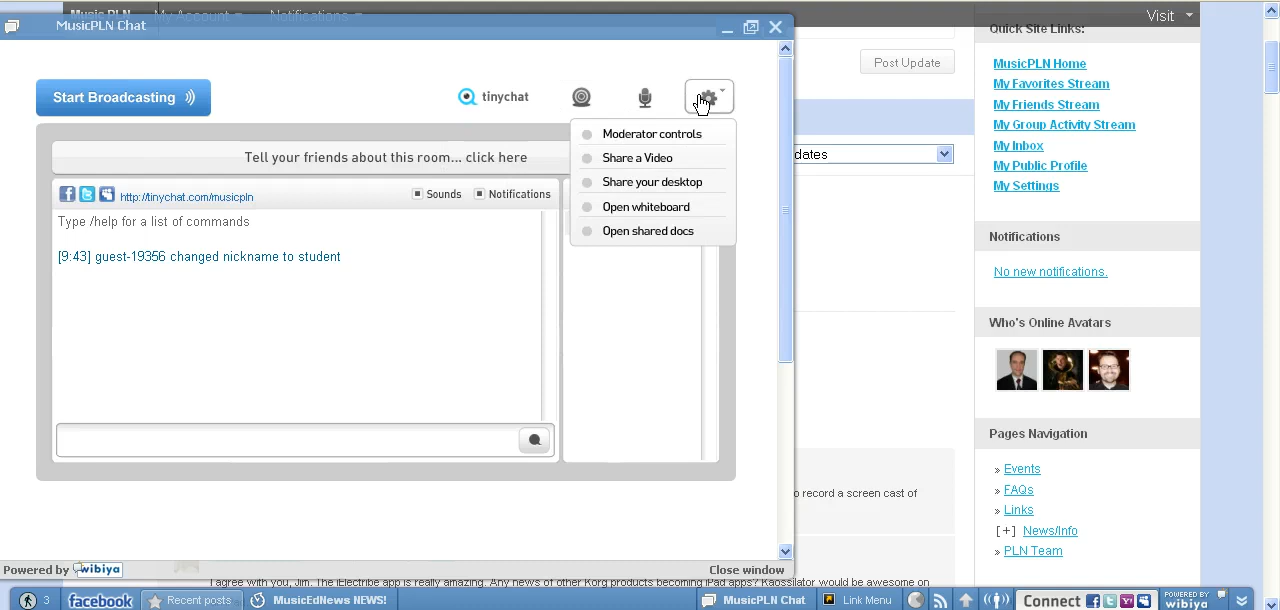 Music PLN My Account Notifications Visit
MusicPLN Chat
Quick Site Links:
Post Update
MusicPLN Home
My Favorites Stream
My Friends Stream
My Group Activity Stream
My Inbox
My Public Profile
My Settings
Start Broadcasting
tinychat
Moderator controls
Share a Video
Share your desktop
Open whiteboard
Open shared docs
dates
Tell your friends about this room... click here
http://tinychat.com/musicpln
Sounds Notifications
Type /help for a list of commands
[9:43] guest-19356 changed nickname to student
Notifications
No new notifications.
Who's Online Avatars
Pages Navigation
» Events
» FAQs
» Links
[+] News/Info
» PLN Team
o record a screen cast of
Powered by wibiya
Close window
I agree with you, Jim. The iElectribe app is really amazing. Any news of other Korg products becoming iPad apps? Kaossilator would be awesome on
3 facebook Recent posts MusicEdNews NEWS! MusicPLN Chat Link Menu Connect POWERED BY wibiya